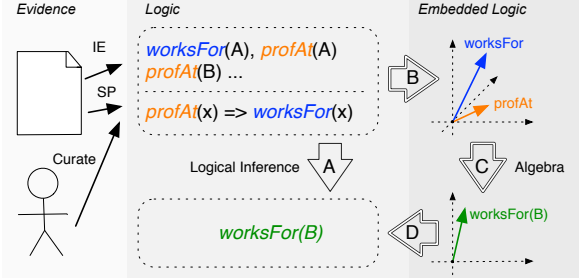 Evidence
Logic
Embedded Logic
IE
worksFor(A), profAt(A)
profAt(B) ...
SP
profAt(x) => worksFor(x)
B
worksFor
profAt
Curate
Logical Inference
A
C
Algebra
worksFor(B)
D
worksFor(B)